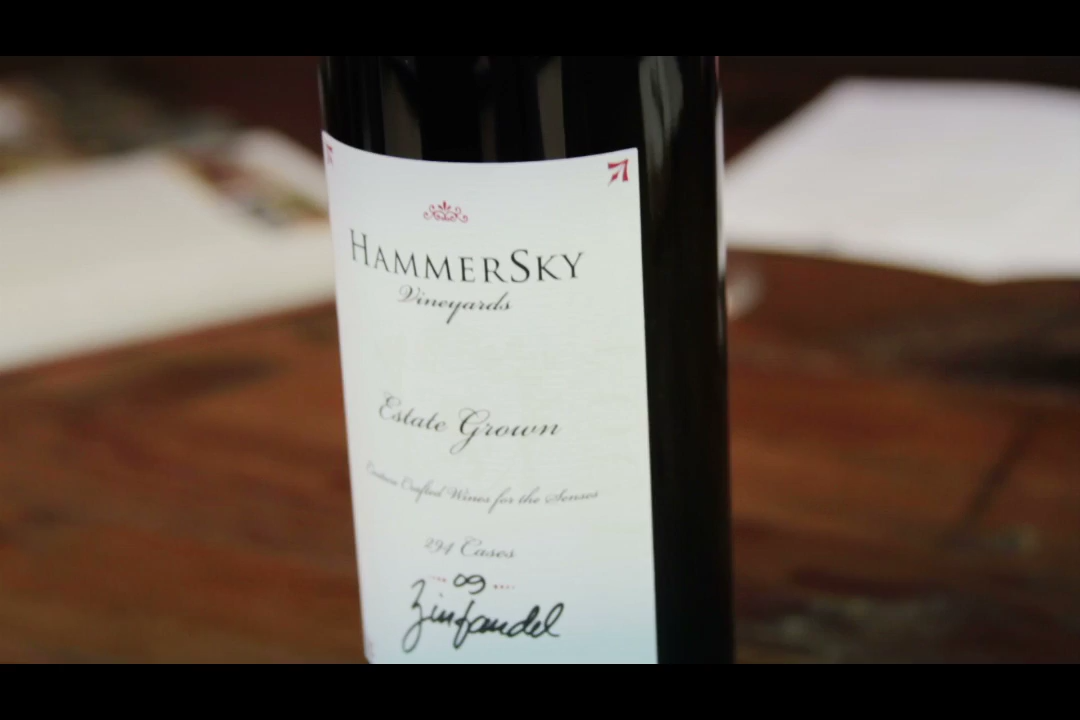 HAMMERSKY
Vineyards
Estate Grown
Custom Crafted Wines for the Senses
294 Cases
09
Zinfandel